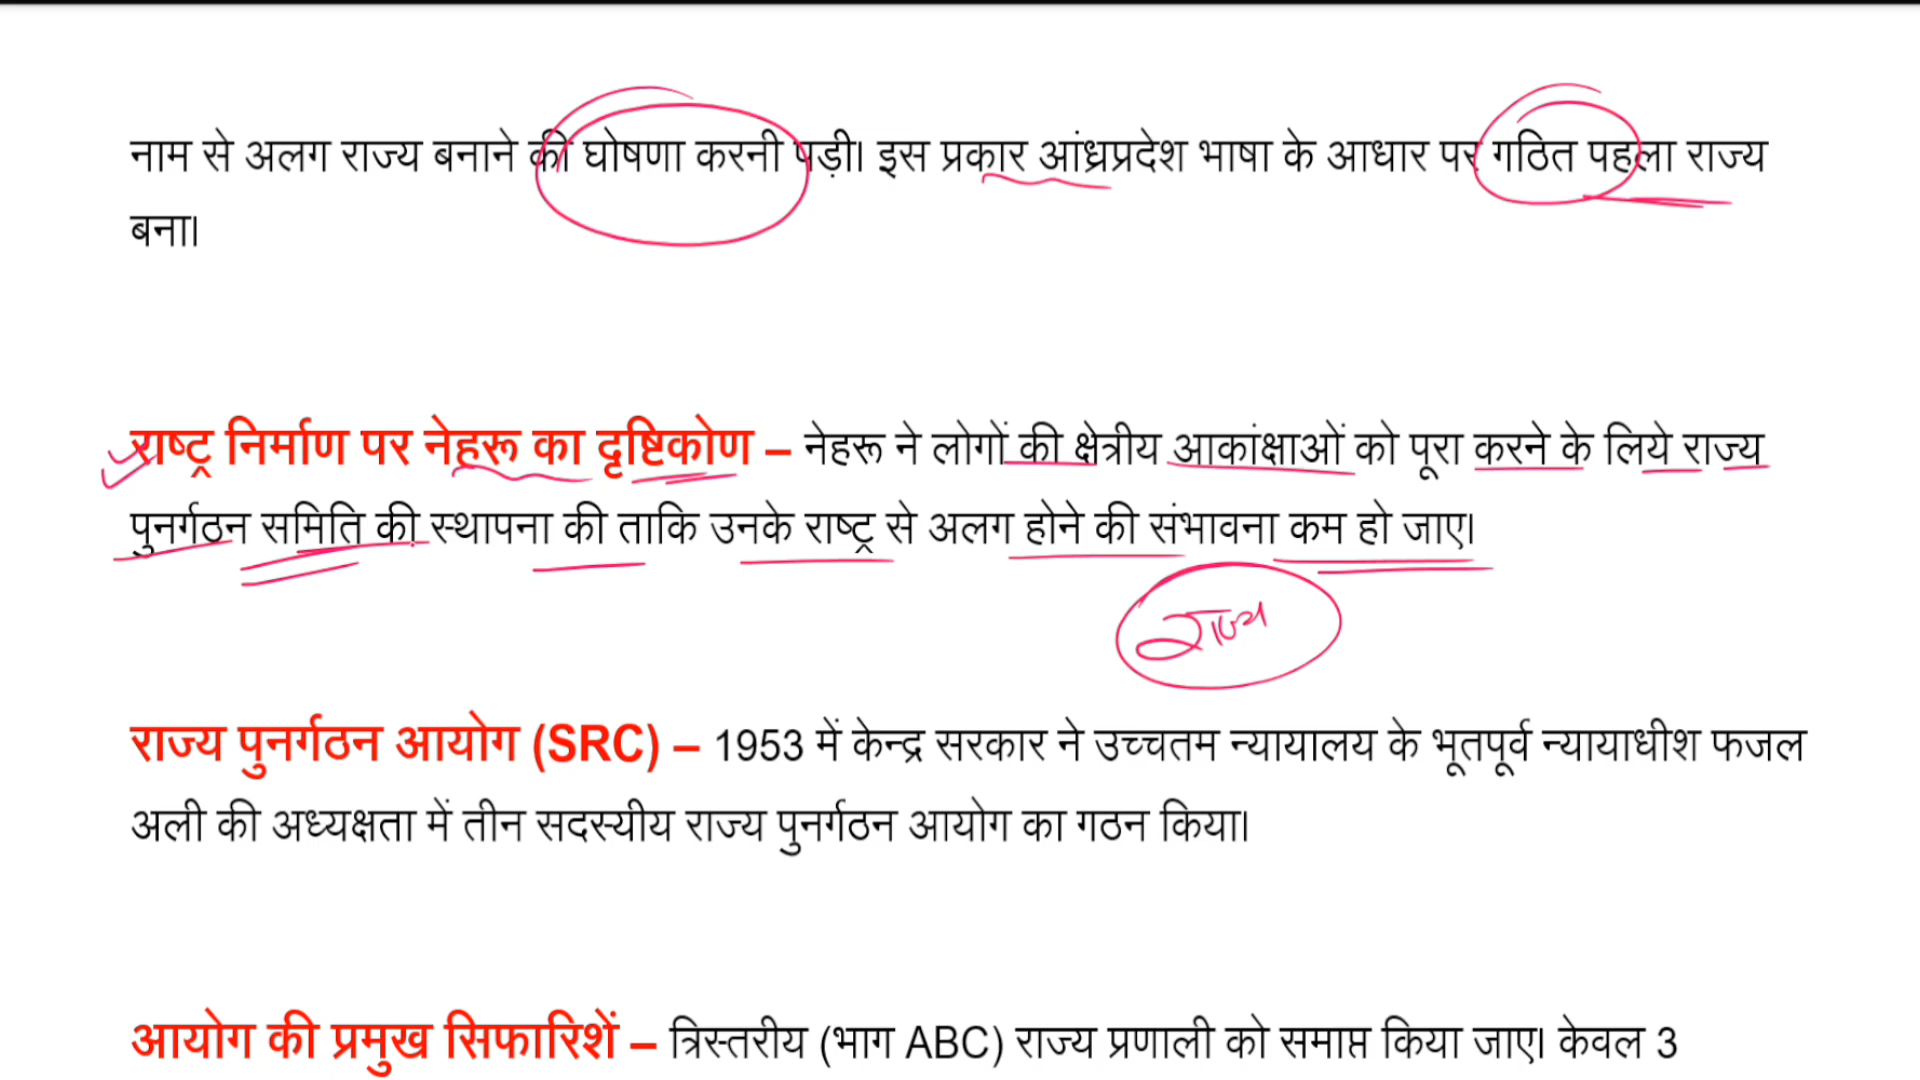 नाम से अलग राज्य बनाने की घोषणा करनी पड़ी। इस प्रकार आंध्रप्रदेश भाषा के आधार पर गठित पहला राज्य
बना।
राष्ट्र निर्माण पर नेहरू का दृष्टिकोण – नेहरू ने लोगों की क्षेत्रीय आकांक्षाओं को पूरा करने के लिये राज्य
पुनर्गठन समिति की स्थापना की ताकि उनके राष्ट्र से अलग होने की संभावना कम हो जाए।
राज्य
राज्य पुनर्गठन आयोग (SRC) – 1953 में केन्द्र सरकार ने उच्चतम न्यायालय के भूतपूर्व न्यायाधीश फजल
अली की अध्यक्षता में तीन सदस्यीय राज्य पुनर्गठन आयोग का गठन किया।
आयोग की प्रमुख सिफारिशें – त्रिस्तरीय (भाग ABC) राज्य प्रणाली को समाप्त किया जाए। केवल 3